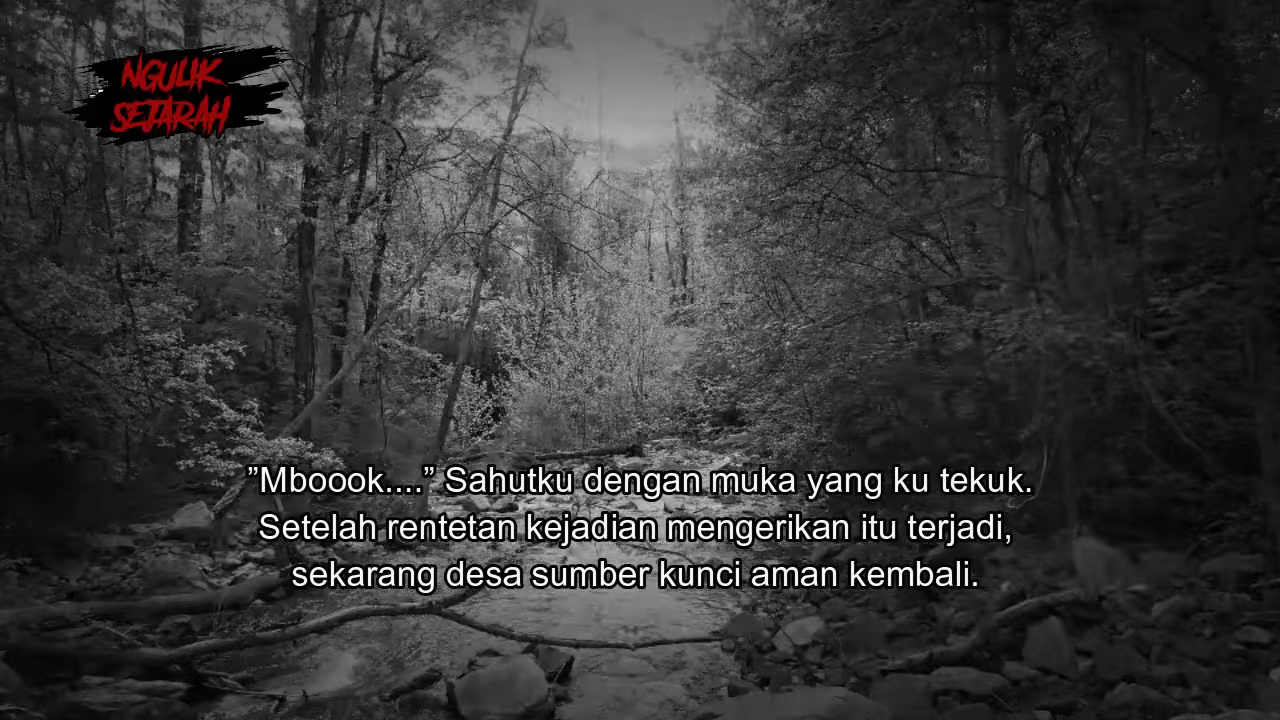 NGULIK
SEJARAH
”Mboook....” Sahutku dengan muka yang ku tekuk.
Setelah rentetan kejadian mengerikan itu terjadi,
sekarang desa sumber kunci aman kembali.